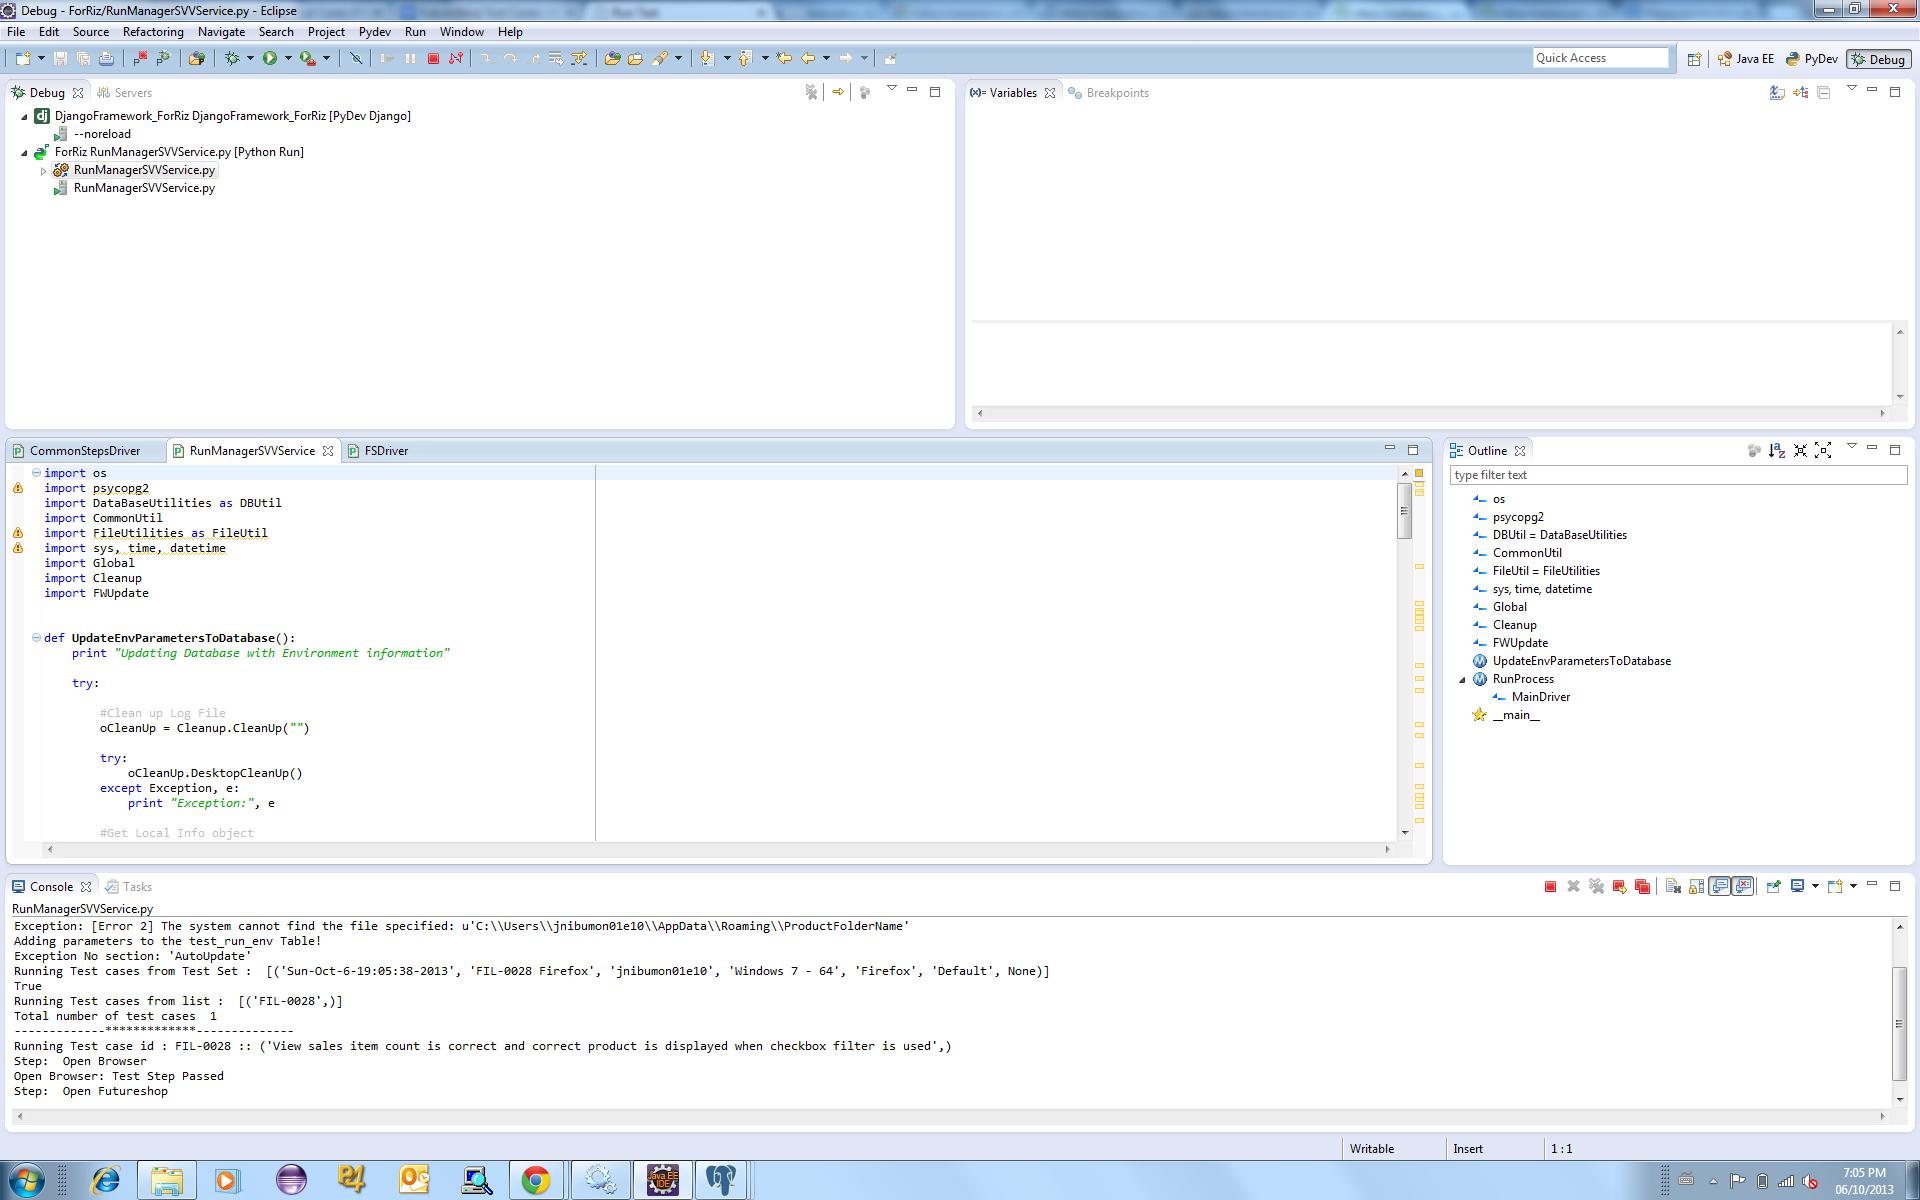 Debug - ForRiz/RunManagerSVVService.py - Eclipse
File Edit Source Refactoring Navigate Search Project Pydev Run Window Help
Quick Access
Java EE PyDev Debug
Debug Servers
DjangoFramework_ForRiz DjangoFramework_ForRiz [PyDev Django]
--noreload
ForRiz RunManagerSVVService.py [Python Run]
RunManagerSVVService.py
RunManagerSVVService.py
(x)= Variables Breakpoints
CommonStepsDriver RunManagerSVVService FSDriver
import os
import psycopg2
import DataBaseUtilities as DBUtil
import CommonUtil
import FileUtilities as FileUtil
import sys, time, datetime
import Global
import Cleanup
import FWUpdate
def UpdateEnvParametersToDatabase():
print "Updating Database with Environment information"
try:
#Clean up Log File
oCleanUp = Cleanup.CleanUp("")
try:
oCleanUp.DesktopCleanUp()
except Exception, e:
print "Exception:", e
#Get Local Info object
Outline
type filter text
os
psycopg2
DBUtil = DataBaseUtilities
CommonUtil
FileUtil = FileUtilities
sys, time, datetime
Global
Cleanup
FWUpdate
UpdateEnvParametersToDatabase
RunProcess
MainDriver
__main__
Console Tasks
RunManagerSVVService.py
Exception: [Error 2] The system cannot find the file specified: u'C:\\Users\\jnibumon01e10\\AppData\\Roaming\\ProductFolderName'
Adding parameters to the test_run_env Table!
Exception No section: 'AutoUpdate'
Running Test cases from Test Set :  [('Sun-Oct-6-19:05:38-2013', 'FIL-0028 Firefox', 'jnibumon01e10', 'Windows 7 - 64', 'Firefox', 'Default', None)]
True
Running Test cases from list :  [('FIL-0028',)]
Total number of test cases  1
-------------*************--------------
Running Test case id : FIL-0028 :: ('View sales item count is correct and correct product is displayed when checkbox filter is used',)
Step:  Open Browser
Open Browser: Test Step Passed
Step:  Open Futureshop
Writable Insert 1 : 1
Java EE
IDE
7:05 PM
06/10/2013